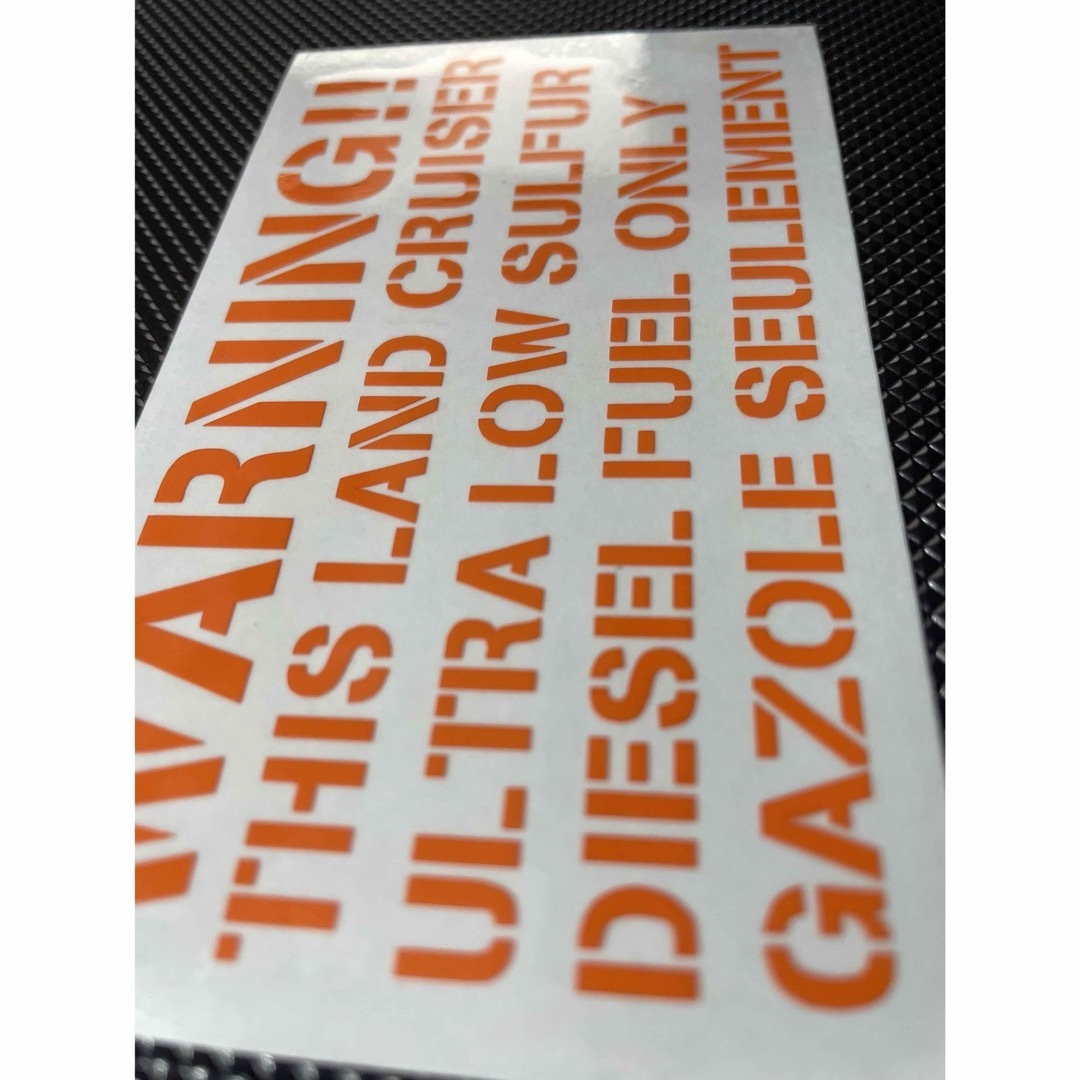 WARNING!!
THIS LAND CRUISER
ULTRA LOW SULFUR
DIESEL FUEL ONLY
GAZOLE SEULEMENT